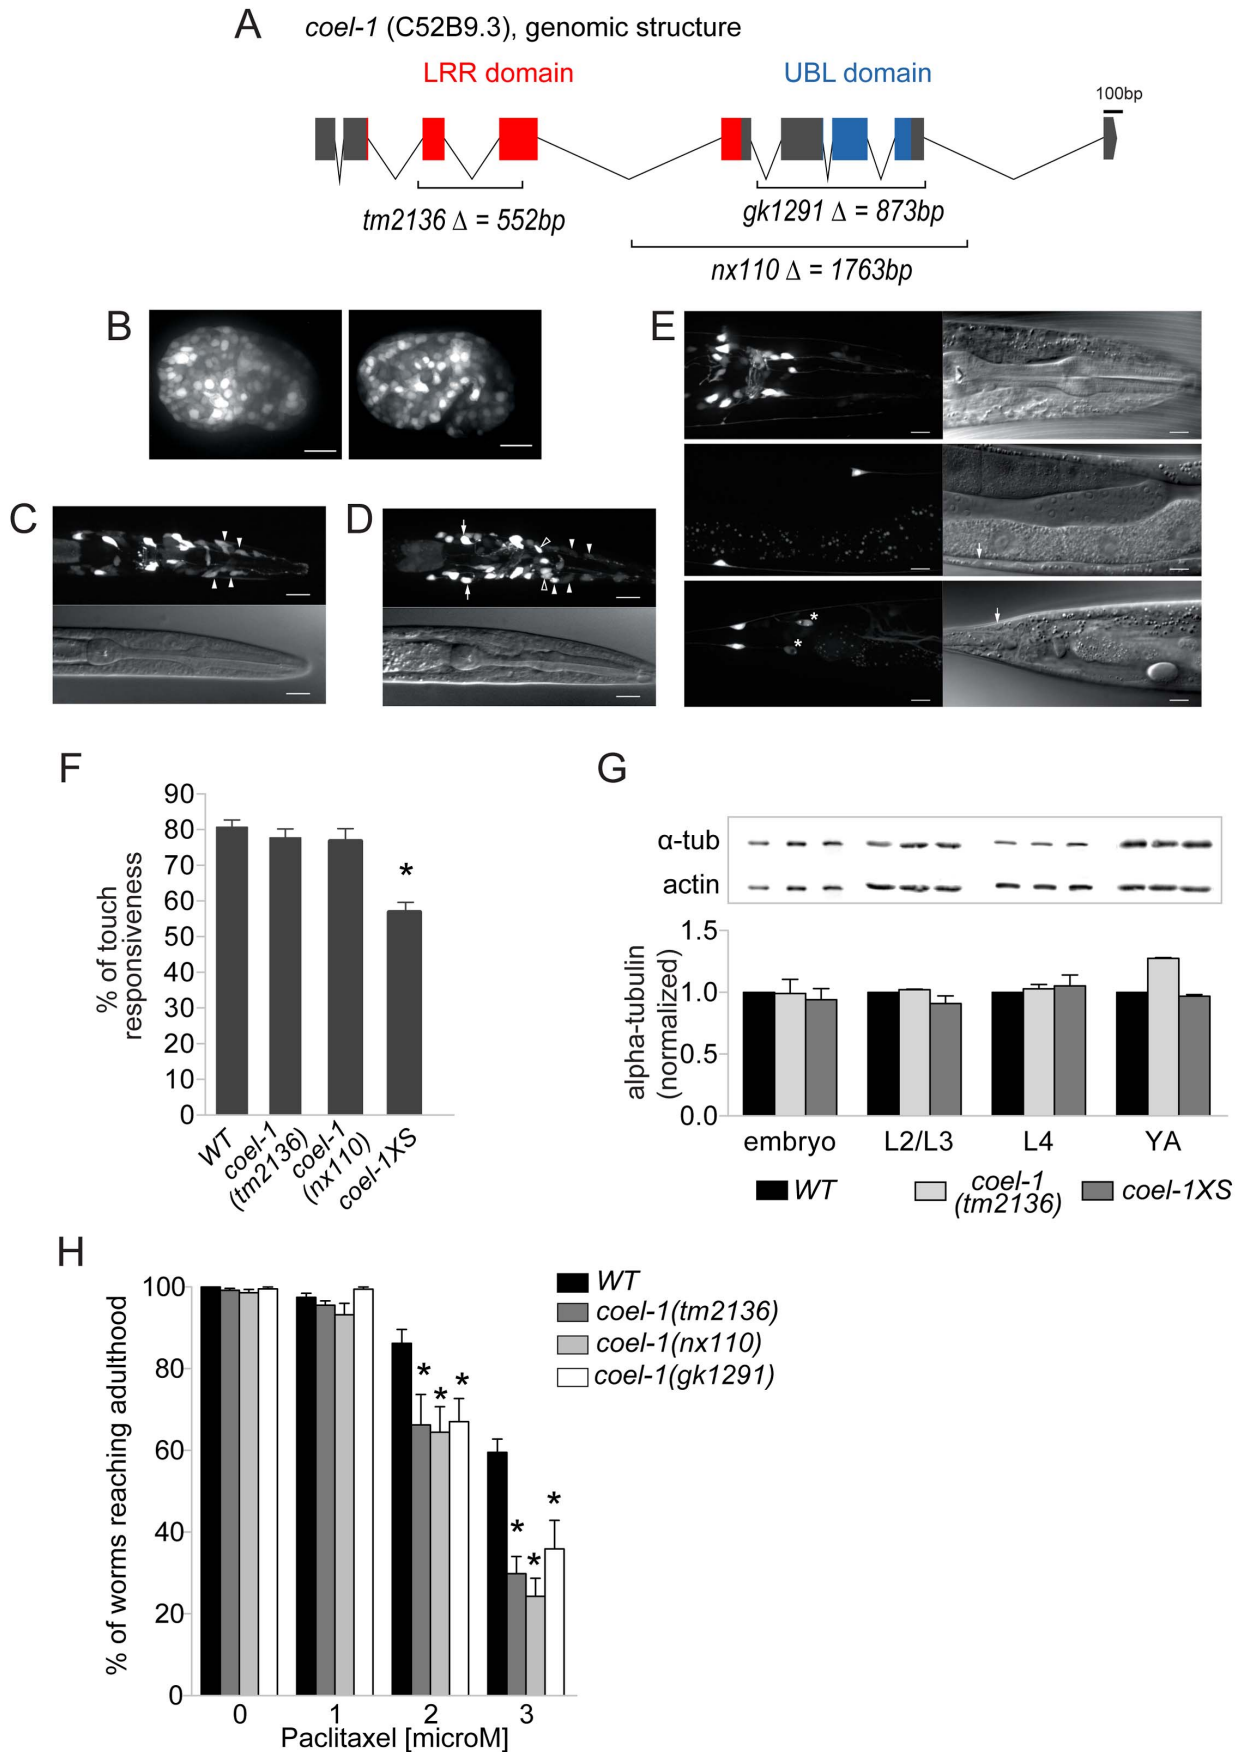 A
coel-1 (C52B9.3), genomic structure
LRR domain
UBL domain
100bp
tm2136 Δ = 552bp
gk1291 Δ = 873bp
nx110 Δ = 1763bp
B
E
C
D
*
*
F
G
90
80
70
60
50
40
30
20
10
0
% of touch
responsiveness
*
WT
coel-1
(tm2136)
coel-1
(nx110)
coel-1XS
α-tub
actin
1.5
1.0
0.5
0.0
alpha-tubulin
(normalized)
embryo
L2/L3
L4
YA
WT
coel-1
(tm2136)
coel-1XS
H
100
80
60
40
20
0
% of worms reaching adulthood
WT
coel-1(tm2136)
coel-1(nx110)
coel-1(gk1291)
* * *
* * *
0 1 2 3
Paclitaxel [microM]